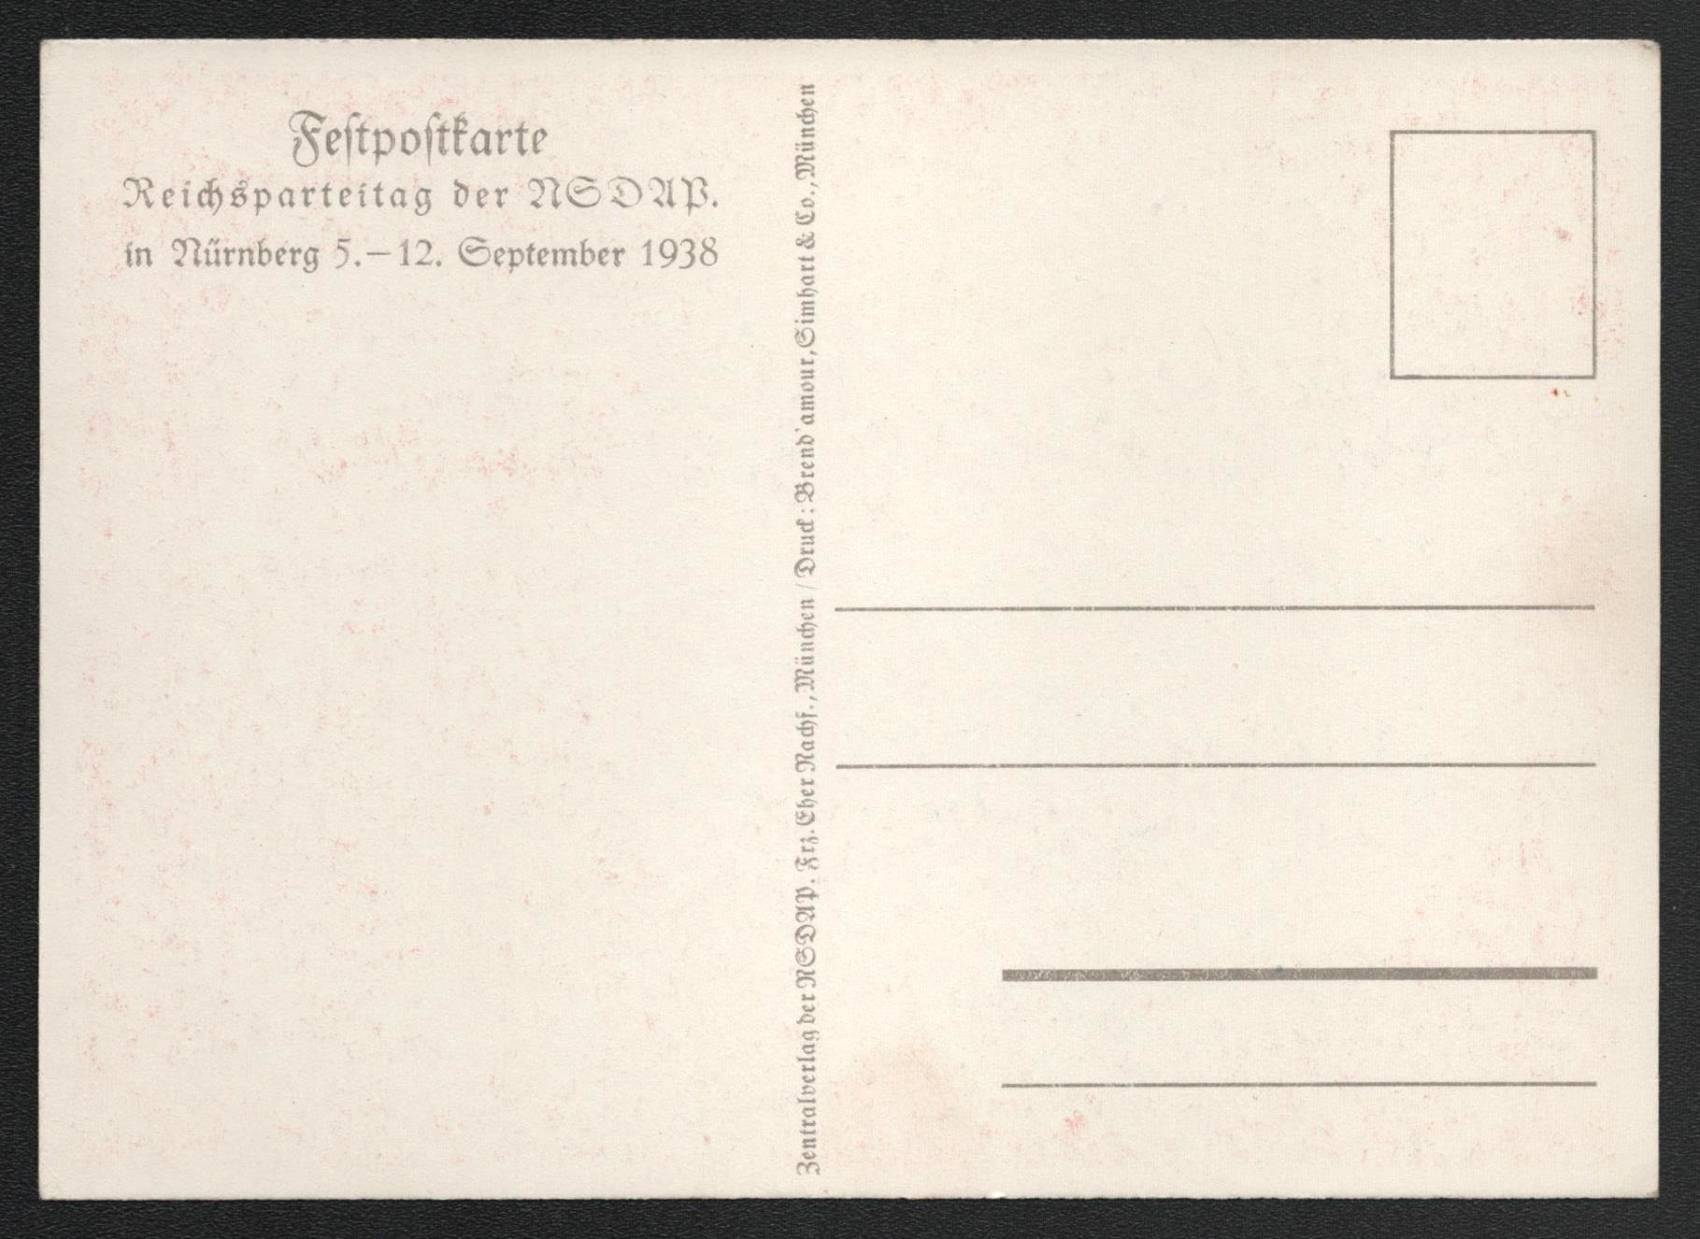 Festpostkarte
Reichsparteitag der NSDAP.
in Nürnberg 5.–12. September 1938
Zentralverlag der NSDAP. Frz. Eher Nachf., München / Druck: Brend'amour, Simhart & Co., München